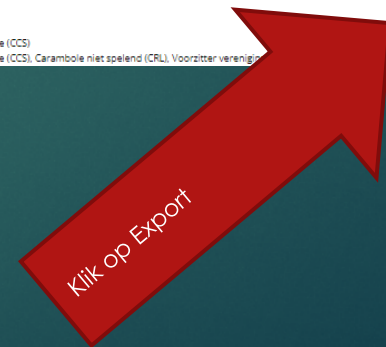 e (CCS)
e (CCS), Carambole niet spelend (CRL), Voorzitter verenigin
Klik op Export